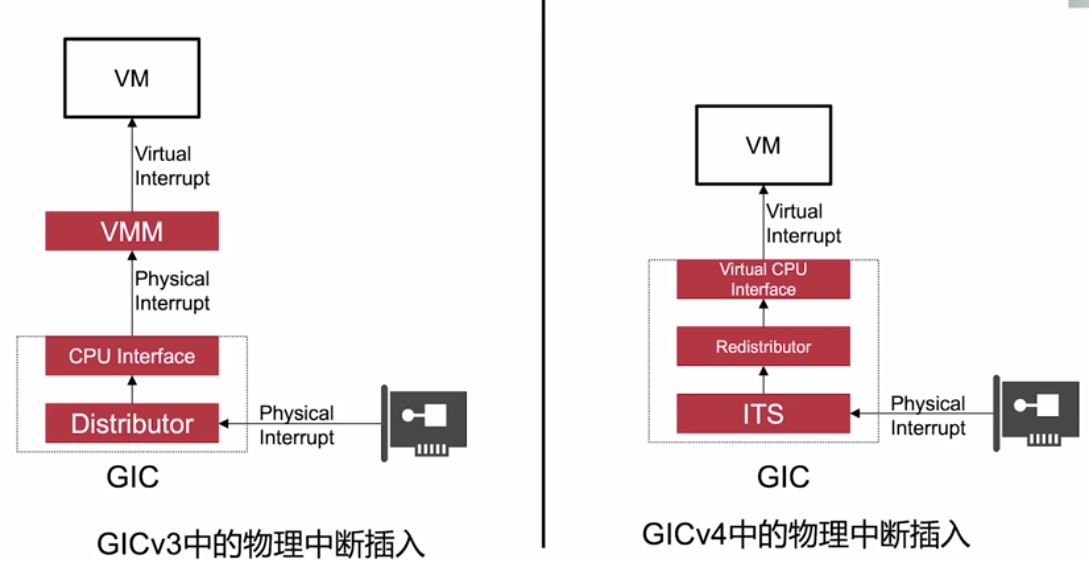 VM
Virtual
Interrupt
VMM
Physical
Interrupt
CPU Interface
Distributor
Physical
Interrupt
GIC
GICv3中的物理中断插入
VM
Virtual
Interrupt
Virtual CPU
Interface
Redistributor
ITS
Physical
Interrupt
GIC
GICv4中的物理中断插入